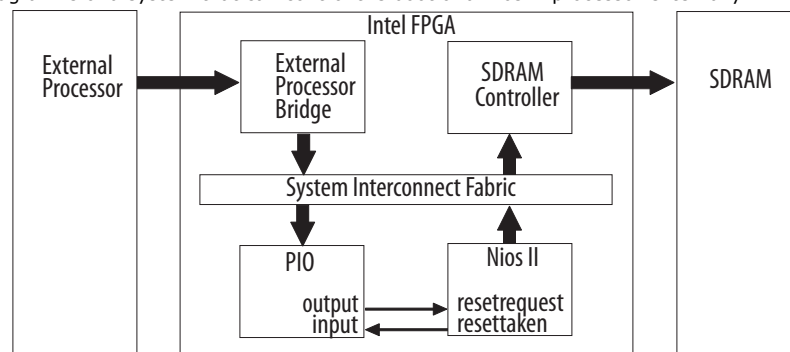 Intel FPGA
External
Processor
External
Processor
Bridge
SDRAM
Controller
SDRAM
System Interconnect Fabric
PIO
output
input
Nios II
resetrequest
resettaken